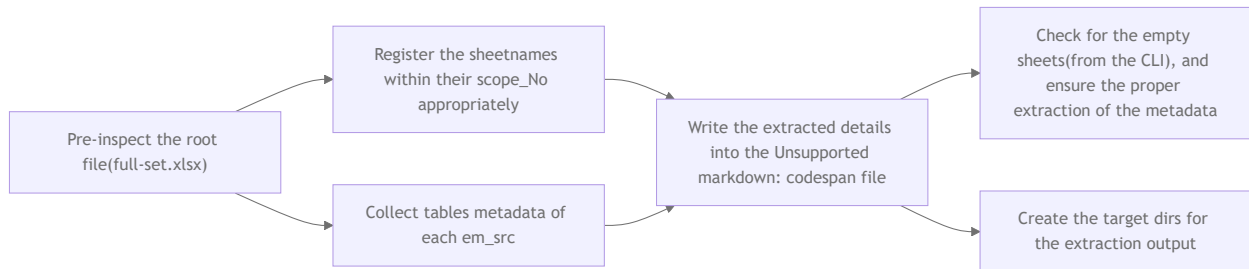 Pre-inspect the root
file(full-set.xlsx)
Register the sheetnames
within their scope_No
appropriately
Collect tables metadata of
each em_src
Write the extracted details
into the Unsupported
markdown: codespan file
Check for the empty
sheets(from the CLI), and
ensure the proper
extraction of the metadata
Create the target dirs for
the extraction output